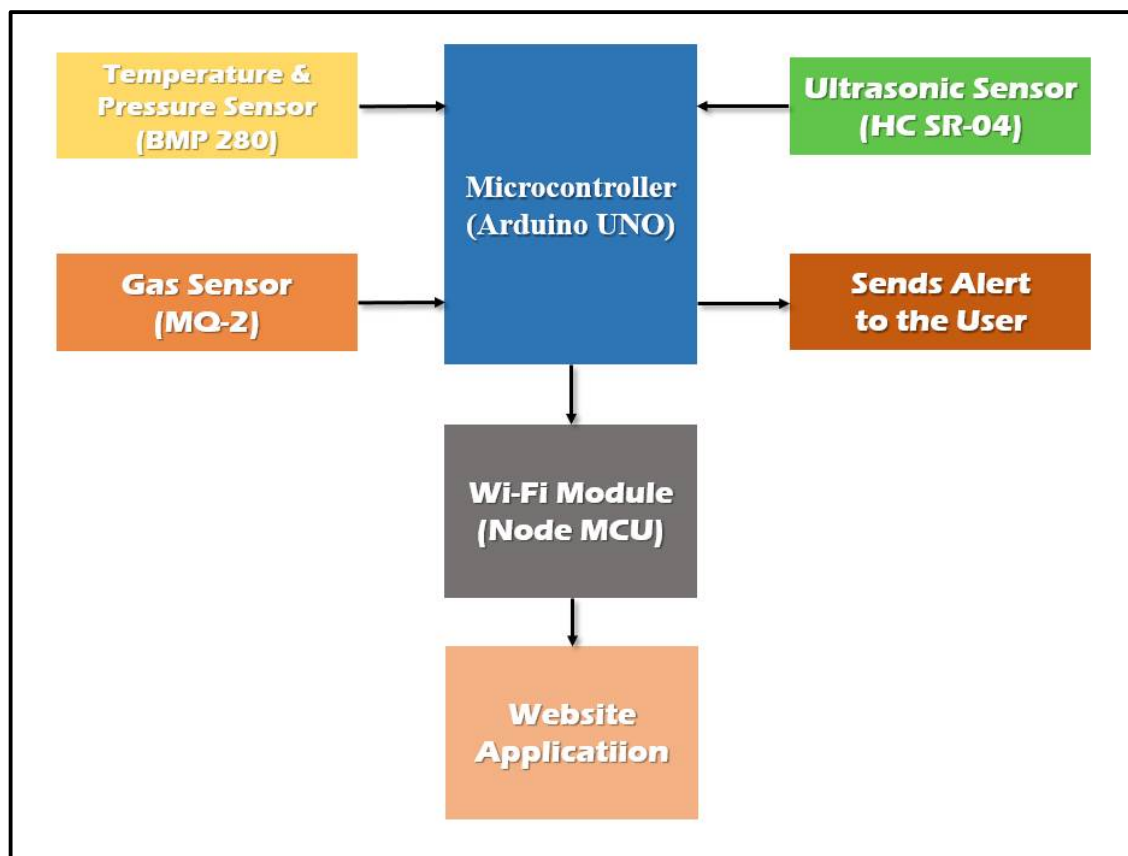 Temperature &
Pressure Sensor
(BMP 280)
Ultrasonic Sensor
(HC SR-04)
Microcontroller
(Arduino UNO)
Gas Sensor
(MQ-2)
Sends Alert
to the User
Wi-Fi Module
(Node MCU)
Website
Applicatiion